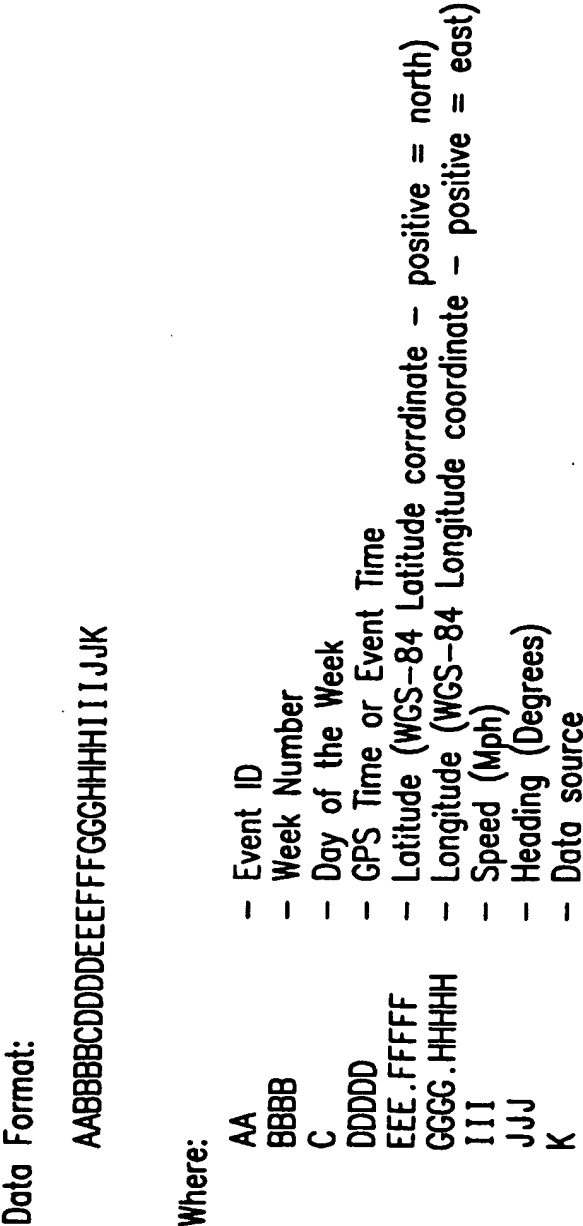 Data Format:
AABBBBCDDDDEEEFFFGGGHHHHIIIJJK
Where:
AA – Event ID
BBBB – Week Number
C – Day of the Week
DDDDD – GPS Time or Event Time
EEE.FFFFF – Latitude (WGS–84 Latitude corrdinate – positive = north)
GGGG.HHHHH – Longitude (WGS–84 Longitude coordinate – positive = east)
III – Speed (Mph)
JJJ – Heading (Degrees)
K – Data source